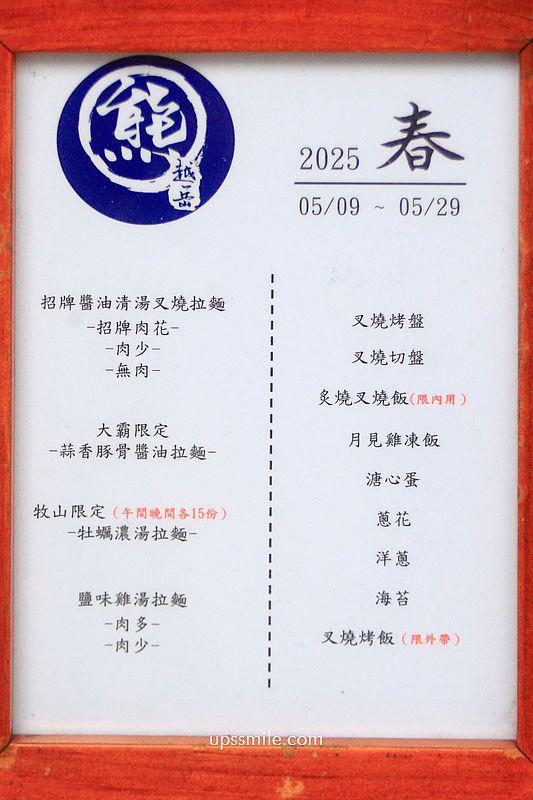 熊
越岳
2025 春
05/09 ~ 05/29
招牌醬油清湯叉燒拉麵
-招牌肉花-
-肉少-
-無肉-
大霸限定
-蒜香豚骨醬油拉麵-
牧山限定(午間晚間各15份)
-牡蠣濃湯拉麵-
鹽味雞湯拉麵
-肉多-
-肉少-
叉燒烤盤
叉燒切盤
炙燒叉燒飯(限內用)
月見雞凍飯
溏心蛋
蔥花
洋蔥
海苔
叉燒烤飯(限外帶)
upssmile.com